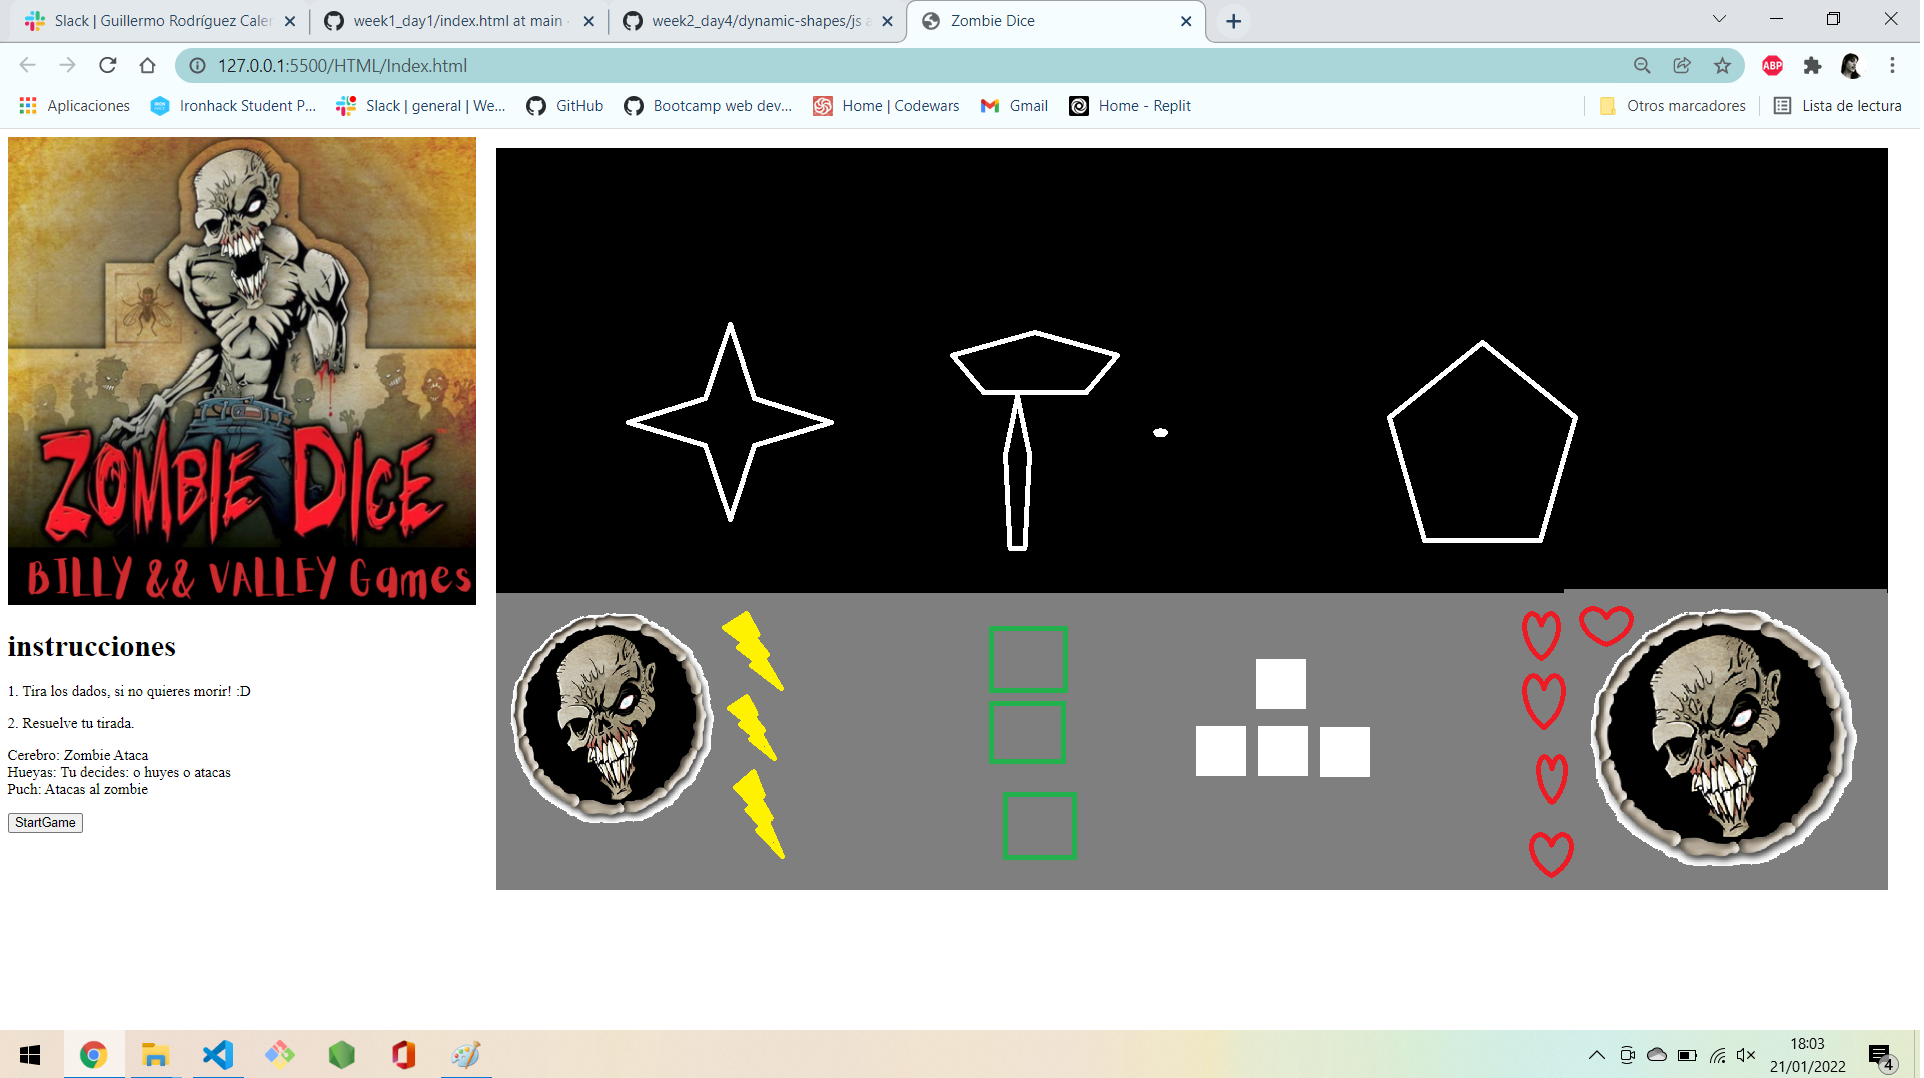 Slack | Guillermo Rodríguez Caler
week1_day1/index.html at main
week2_day4/dynamic-shapes/js a
Zombie Dice
127.0.0.1:5500/HTML/Index.html
ABP
Aplicaciones
Ironhack Student P...
Slack | general | We...
GitHub
Bootcamp web dev...
Home | Codewars
Gmail
Home - Replit
Otros marcadores
Lista de lectura
ZOMBIE DICE
BILLY && VALLEY Games
instrucciones
1. Tira los dados, si no quieres morir! :D
2. Resuelve tu tirada.
Cerebro: Zombie Ataca
Hueyas: Tu decides: o huyes o atacas
Puch: Atacas al zombie
StartGame
18:03
21/01/2022
4